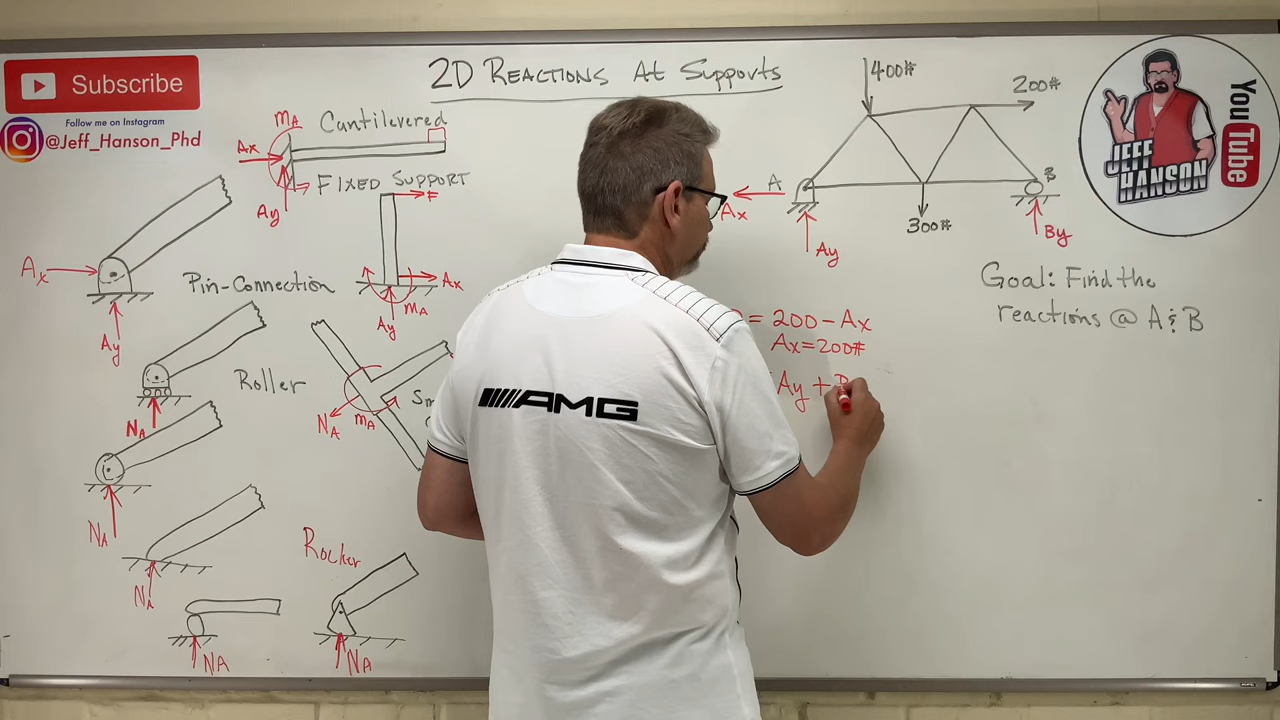 2D REACTIONS At Supports
Subscribe
Follow me on Instagram
@Jeff_Hanson_Phd
mA
Cantilevered
Ax
FIXED SUPPORT
Ay
F
Ax
mA
Ay
Ax
Pin-Connection
Ay
Roller
NA
NA
mA
NA
NA
Rocker
NA
NA
400#
200#
A
Ax
B
Ay
300#
By
Goal: Find the
reactions @ A & B
= 200 - Ax
Ax = 200#
Ay +
AMG
JEFF
HANSON
YouTube